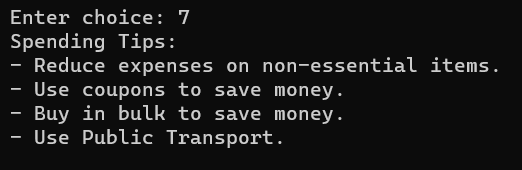 Enter choice: 7
Spending Tips:
- Reduce expenses on non-essential items.
- Use coupons to save money.
- Buy in bulk to save money.
- Use Public Transport.